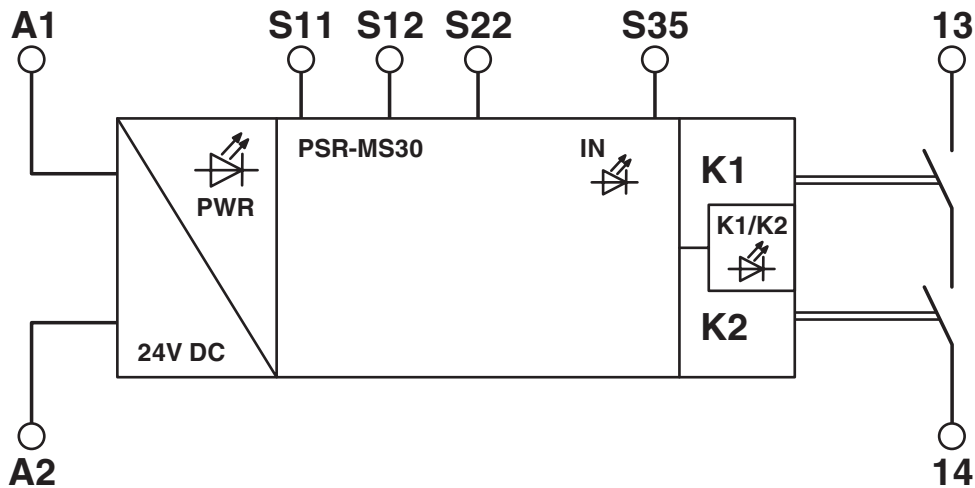 A1 S11 S12 S22 S35 13
PSR-MS30 IN
PWR
K1
K1/K2
K2
24V DC
A2 14